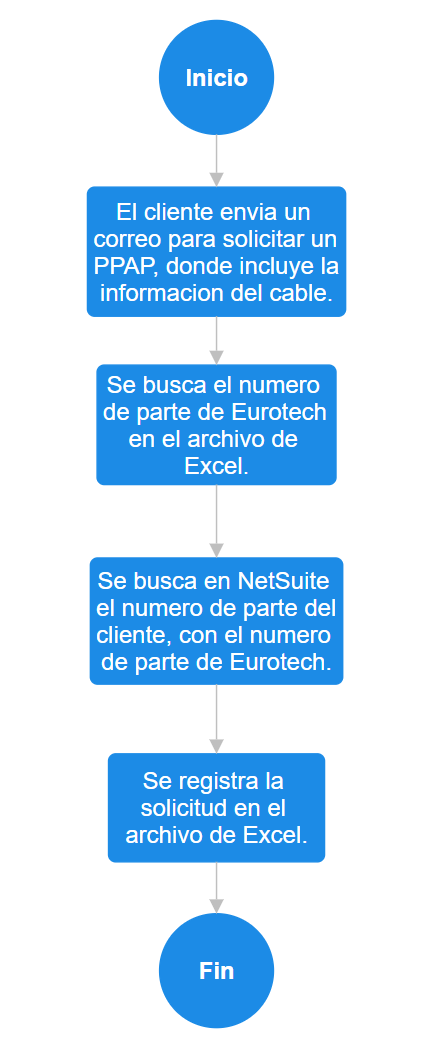 Inicio
El cliente envia un
correo para solicitar un
PPAP, donde incluye la
informacion del cable.
Se busca el numero
de parte de Eurotech
en el archivo de
Excel.
Se busca en NetSuite
el numero de parte del
cliente, con el numero
de parte de Eurotech.
Se registra la
solicitud en el
archivo de Excel.
Fin